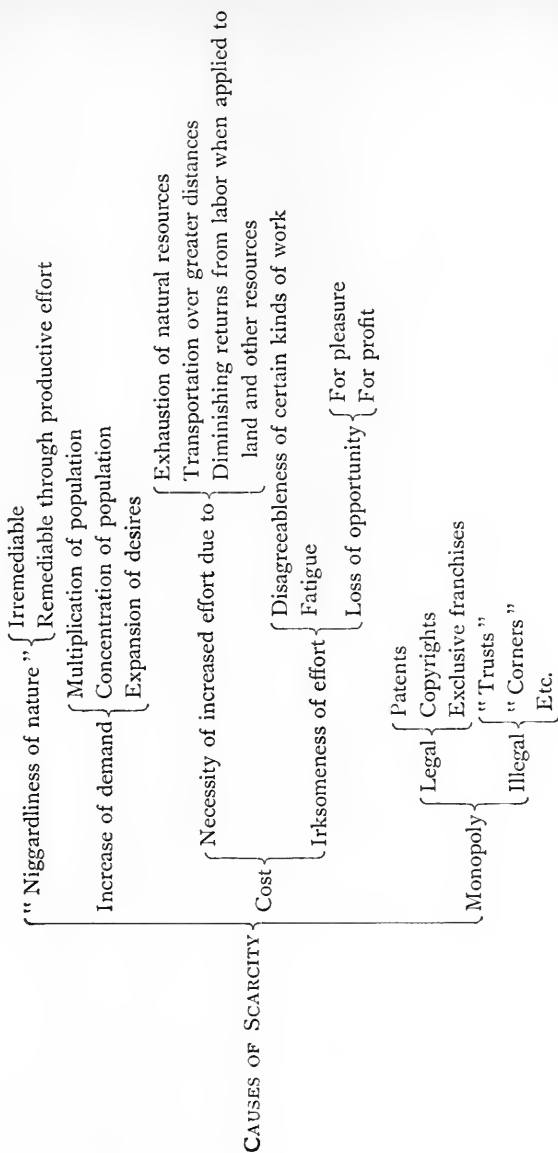 CAUSES OF SCARCITY
" Niggardliness of nature "
Irremediable
Remediable through productive effort
Increase of demand
Multiplication of population
Concentration of population
Expansion of desires
Cost
Necessity of increased effort due to
Exhaustion of natural resources
Transportation over greater distances
Diminishing returns from labor when applied to
land and other resources
Irksomeness of effort
Disagreeableness of certain kinds of work
Fatigue
Loss of opportunity
For pleasure
For profit
Monopoly
Legal
Patents
Copyrights
Exclusive franchises
Illegal
" Trusts "
" Corners "
Etc.